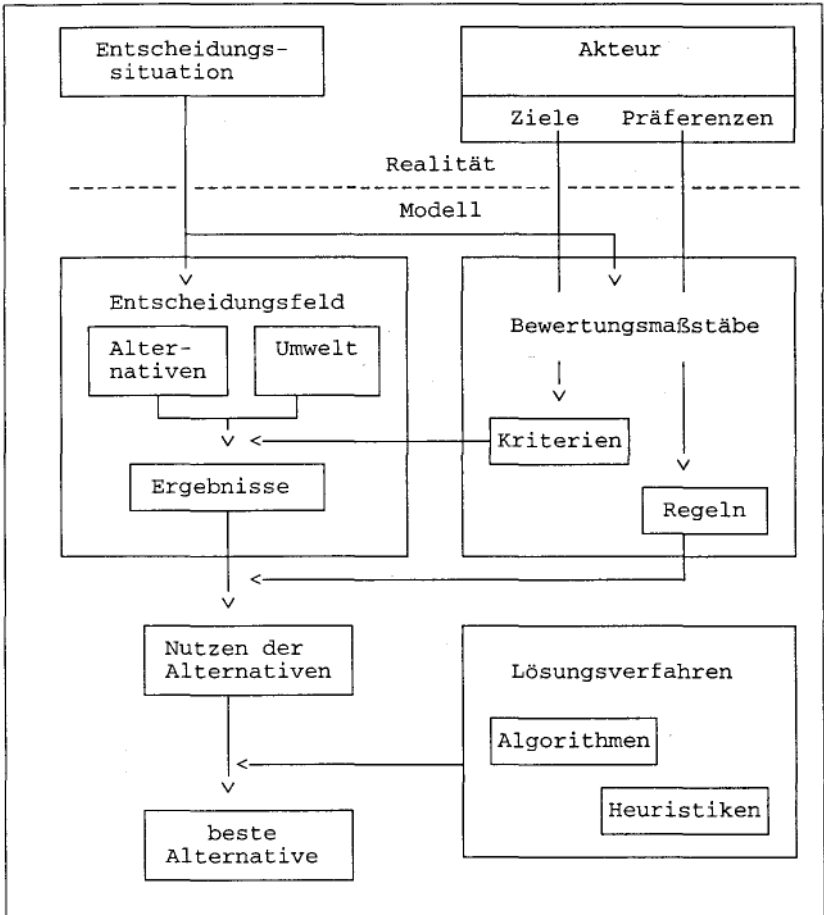 Entscheidungs-
situation
Akteur
Ziele Präferenzen
Realität
Modell
Entscheidungsfeld
Alter-
nativen
Umwelt
Ergebnisse
Bewertungsmaßstäbe
Kriterien
Regeln
Nutzen der
Alternativen
Lösungsverfahren
Algorithmen
Heuristiken
beste
Alternative